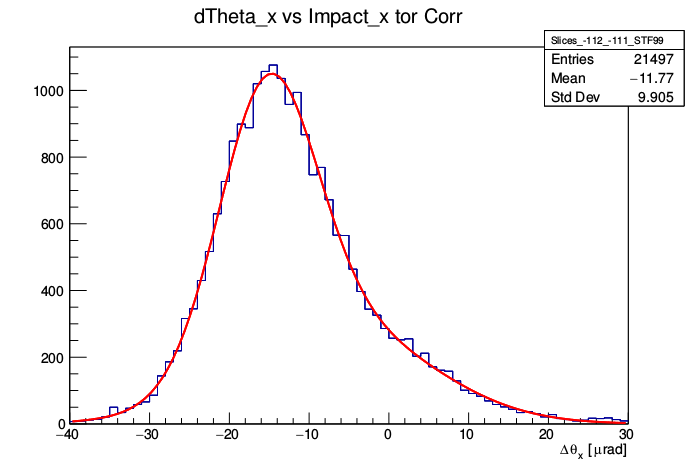 dTheta_x vs Impact_x tor Corr
Slices_-112_-111_STF99
Entries 21497
Mean −11.77
Std Dev 9.905
1000
800
600
400
200
0
−40 −30 −20 −10 0 10 20 30
Δθx [μrad]